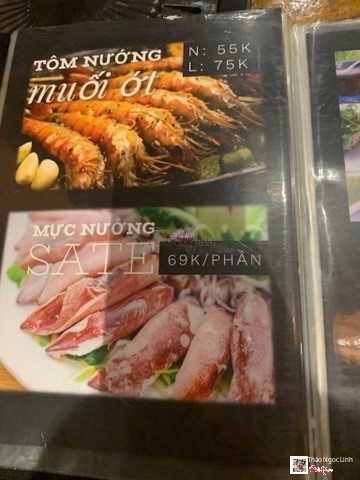 TÔM NƯỚNG
muối ớt
N: 55K
L: 75K
MỰC NƯỚNG
SATE
69K/PHẦN
Thảo Ngọc Linh